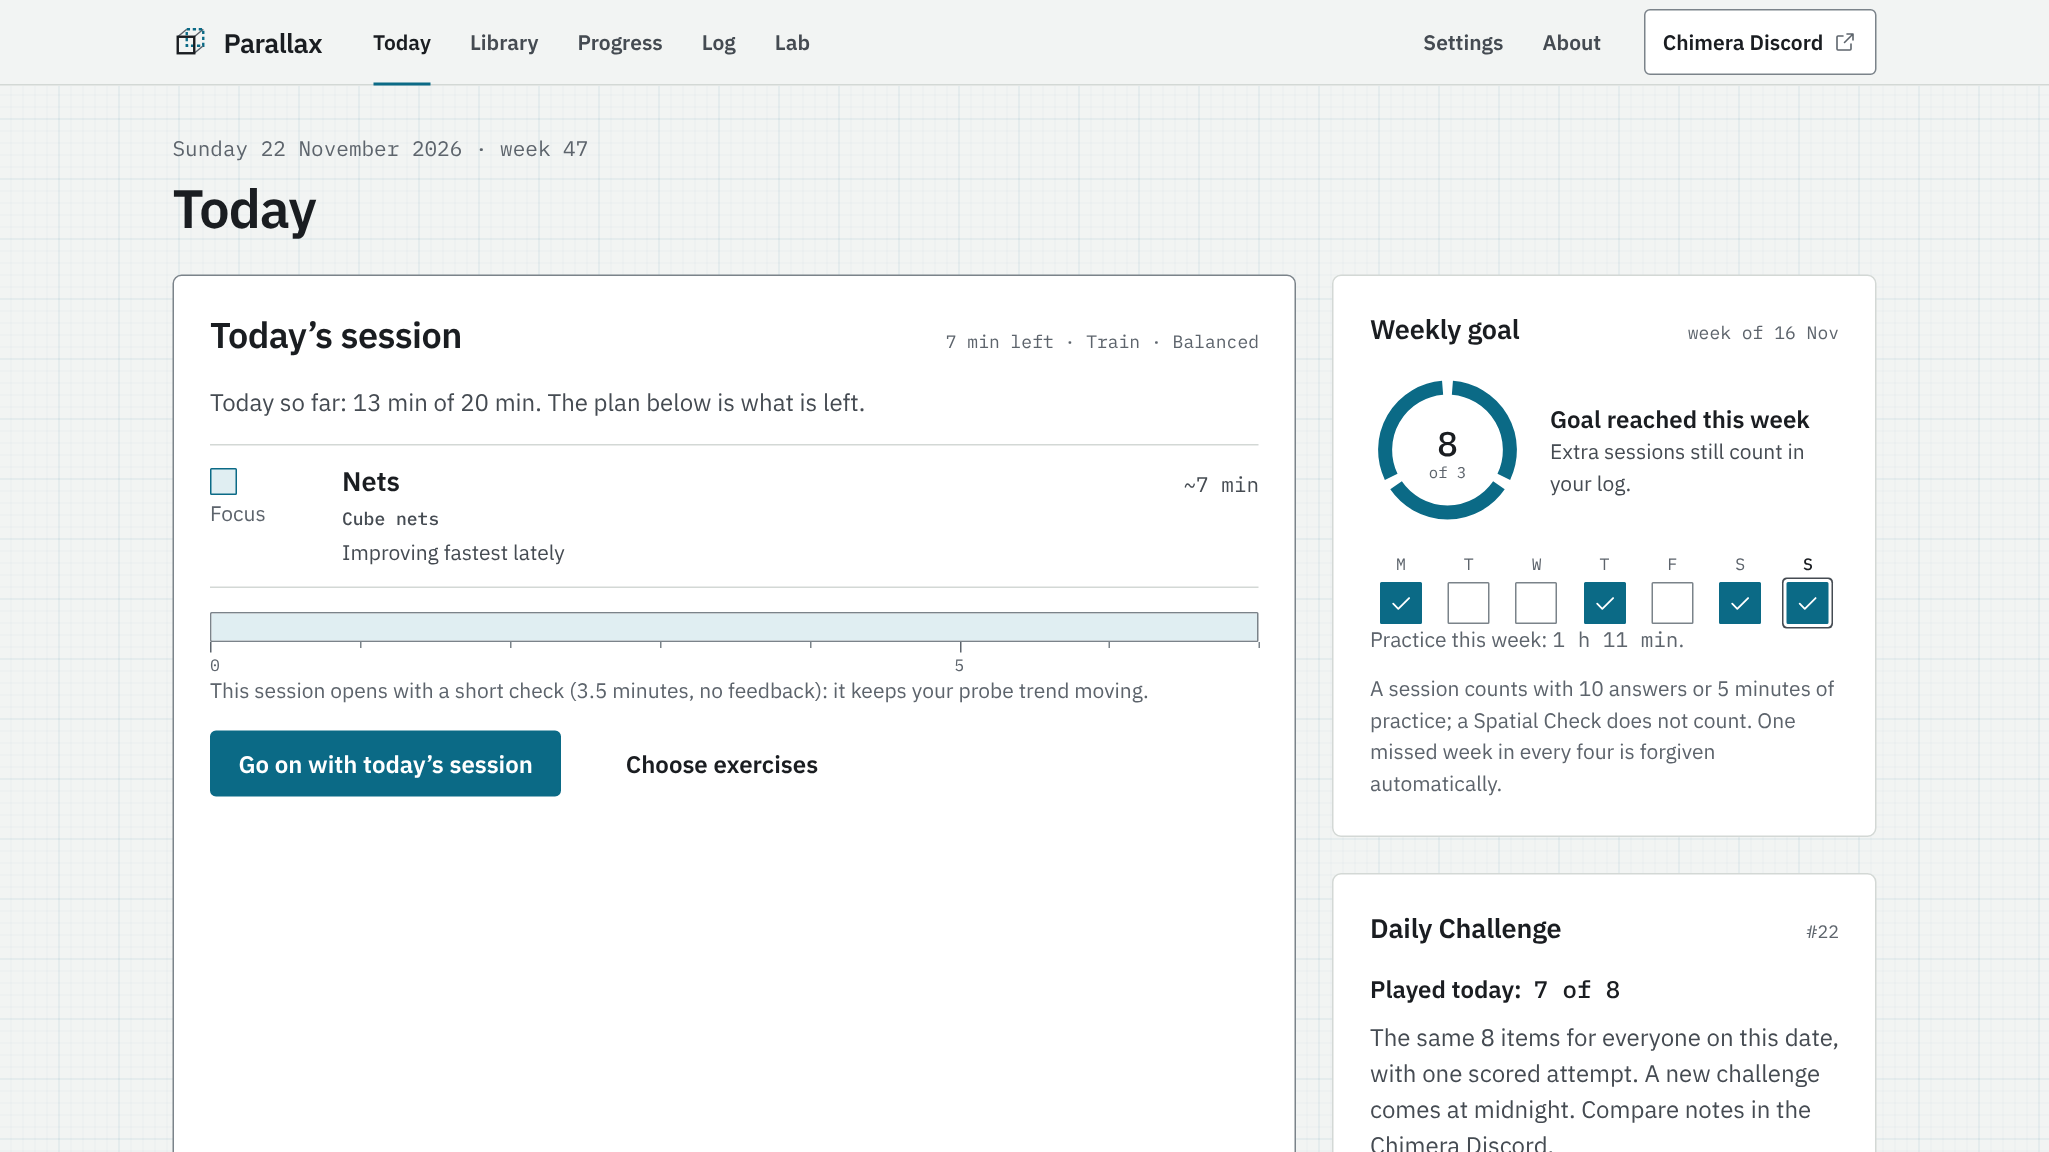 Parallax
Today
Library
Progress
Log
Lab
Settings
About
Chimera Discord
Sunday 22 November 2026 · week 47
Today
Today’s session
7 min left · Train · Balanced
Today so far: 13 min of 20 min. The plan below is what is left.
Focus
Nets
~7 min
Cube nets
Improving fastest lately
0
5
This session opens with a short check (3.5 minutes, no feedback): it keeps your probe trend moving.
Go on with today’s session
Choose exercises
Weekly goal
week of 16 Nov
8
of 3
Goal reached this week
Extra sessions still count in
your log.
M T W T F S S
Practice this week: 1 h 11 min.
A session counts with 10 answers or 5 minutes of
practice; a Spatial Check does not count. One
missed week in every four is forgiven
automatically.
Daily Challenge
#22
Played today: 7 of 8
The same 8 items for everyone on this date,
with one scored attempt. A new challenge
comes at midnight. Compare notes in the
Chimera Discord.